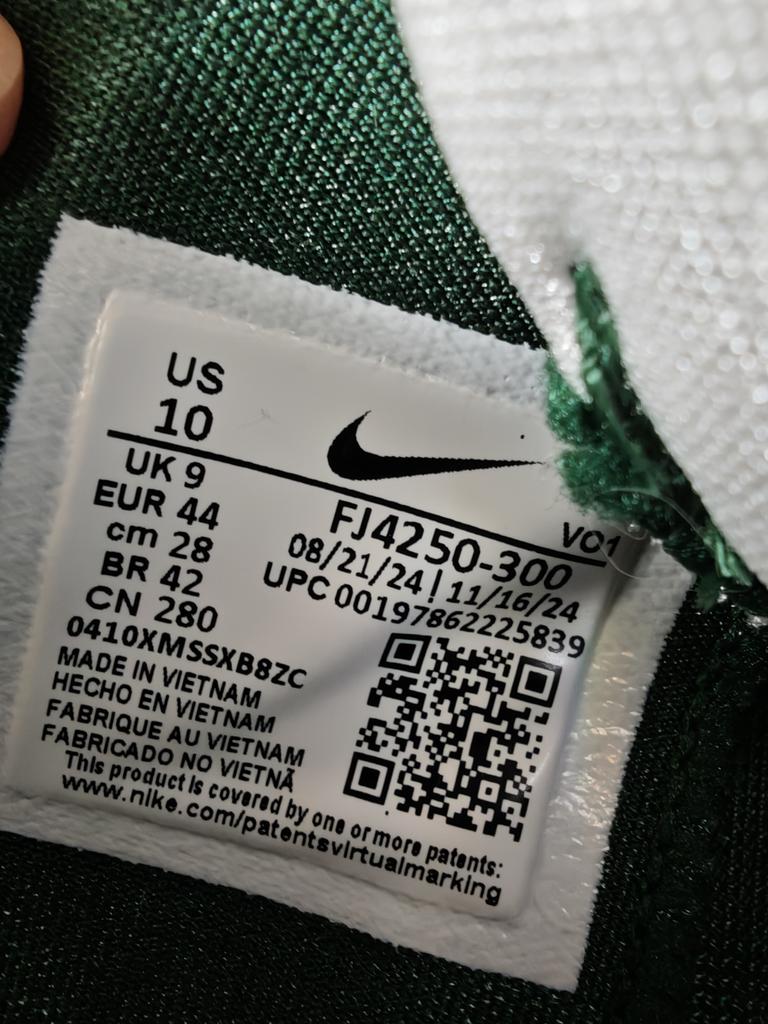 US
10
UK 9
EUR 44
cm 28
BR 42
CN 280
VO1
FJ4250-300
08/21/24 | 11/16/24
UPC 00197862225839
0410XMSSXB8ZC
MADE IN VIETNAM
HECHO EN VIETNAM
FABRIQUE AU VIETNAM
FABRICADO NO VIETNÃ
This product is covered by one or more patents:
www.nike.com/patentsvirtualmarking